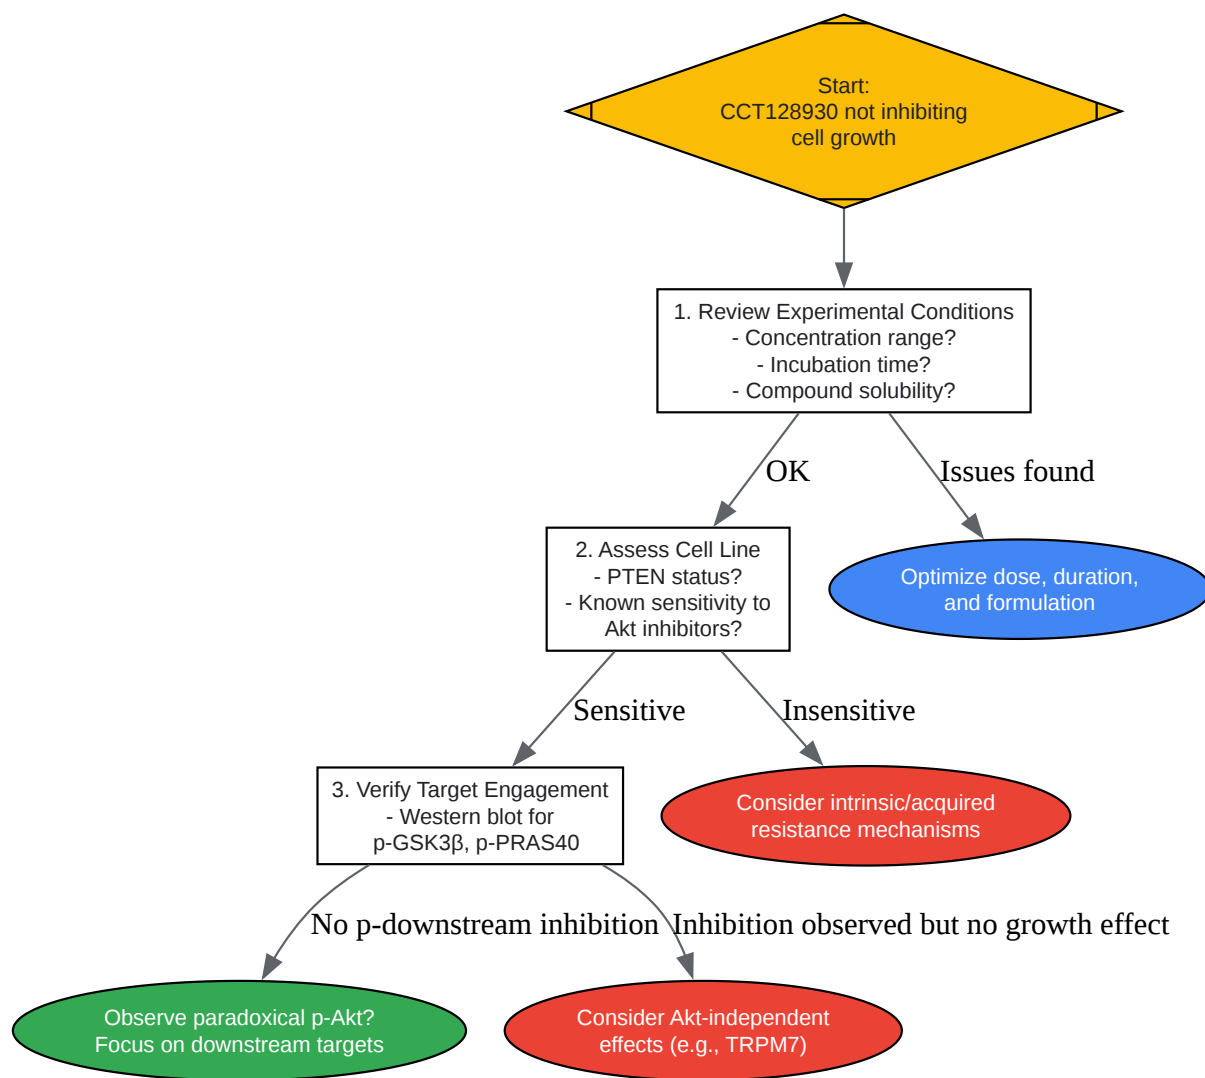 Start:
CCT128930 not inhibiting
cell growth
1. Review Experimental Conditions
- Concentration range?
- Incubation time?
- Compound solubility?
OK
Issues found
2. Assess Cell Line
- PTEN status?
- Known sensitivity to
Akt inhibitors?
Optimize dose, duration,
and formulation
Sensitive
Insensitive
3. Verify Target Engagement
- Western blot for
p-GSK3β, p-PRAS40
Consider intrinsic/acquired
resistance mechanisms
No p-downstream inhibition
Inhibition observed but no growth effect
Observe paradoxical p-Akt?
Focus on downstream targets
Consider Akt-independent
effects (e.g., TRPM7)